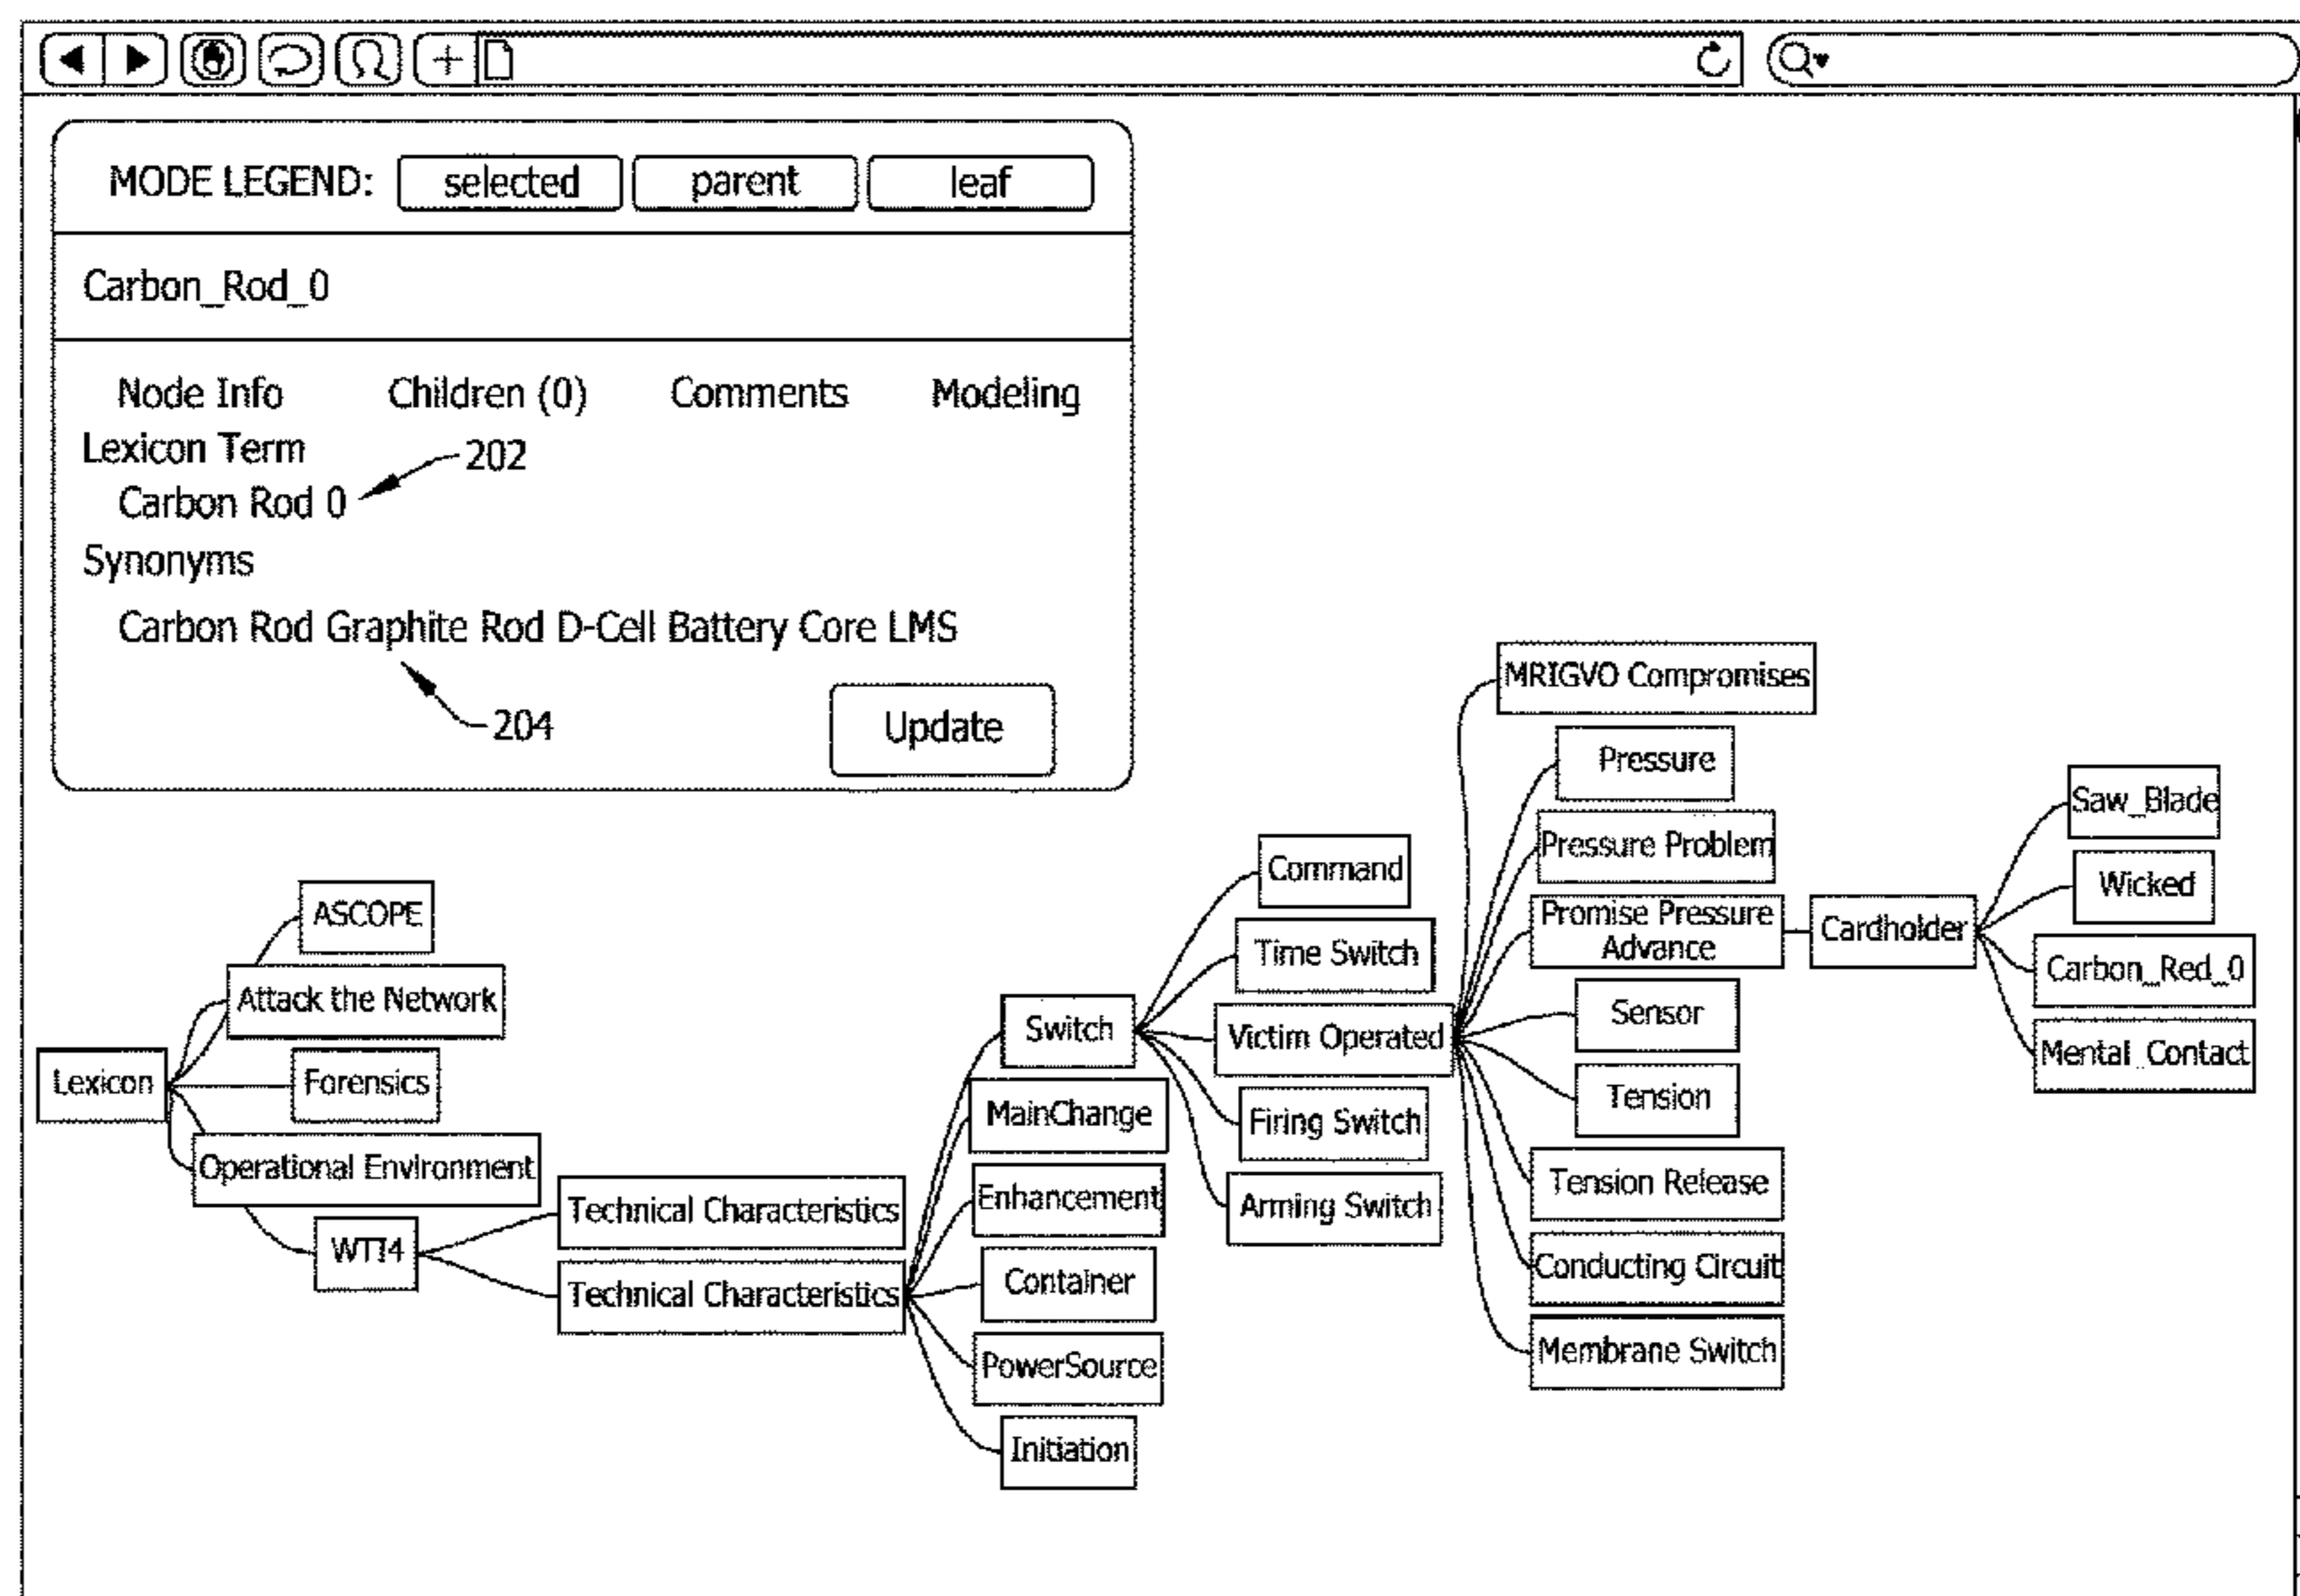 MODE LEGEND: selected parent leaf
Carbon_Rod_0
Node Info Children (0) Comments Modeling
Lexicon Term
202
Carbon Rod 0
Synonyms
Carbon Rod Graphite Rod D-Cell Battery Core LMS
204
Update
Lexicon
ASCOPE
Attack the Network
Forensics
Operational Environment
WTT4
Technical Characteristics
Technical Characteristics
Switch
MainChange
Enhancement
Container
PowerSource
Initiation
Command
Time Switch
Victim Operated
Firing Switch
Arming Switch
MRIGVO Compromises
Pressure
Pressure Problem
Promise Pressure
Advance
Sensor
Tension
Tension Release
Conducting Circuit
Membrane Switch
Cardholder
Saw_Blade
Wicked
Carbon_Red_0
Mental_Contact